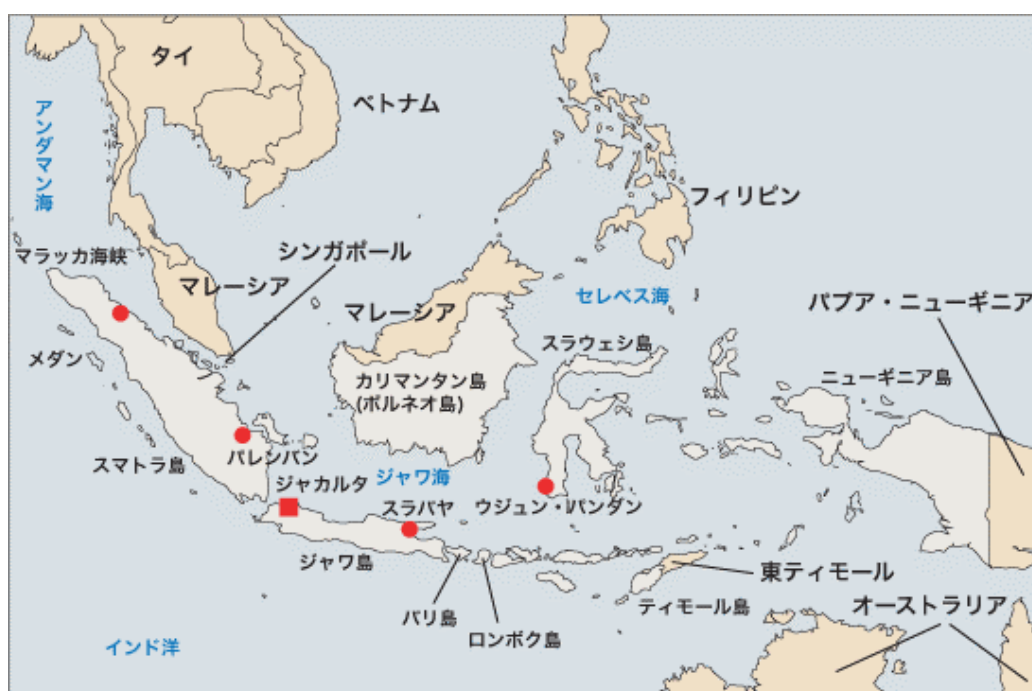 タイ
ベトナム
アンダマン海
フィリピン
シンガポール
マラッカ海峡
マレーシア
マレーシア
セレベス海
パプア・ニューギニア
スラウェシ島
メダン
ニューギニア島
カリマンタン島
(ボルネオ島)
パレンバン
スマトラ島
ジャワ海
ジャカルタ
スラバヤ
ウジュン・パンダン
ジャワ島
東ティモール
バリ島
ティモール島
オーストラリア
ロンボク島
インド洋